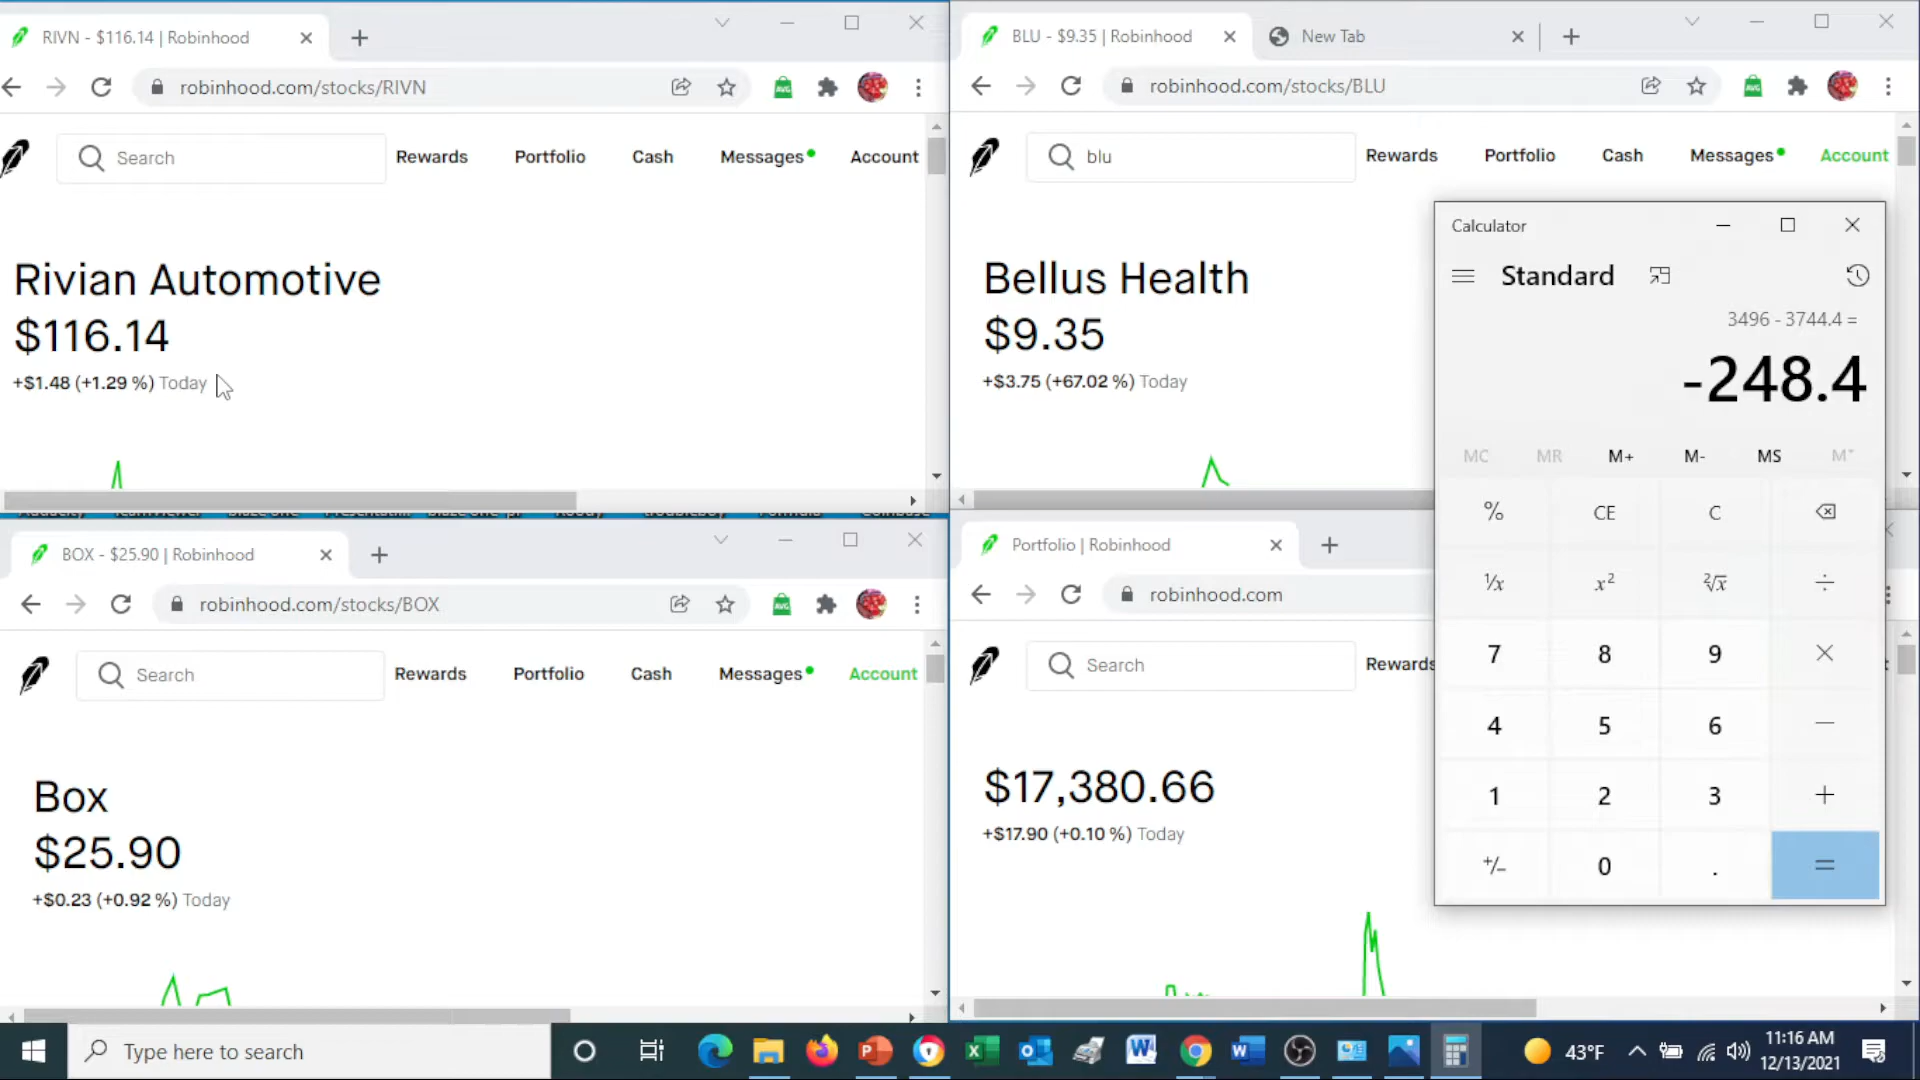 RIVN - $116.14 | Robinhood
robinhood.com/stocks/RIVN
Search
Rewards
Portfolio
Cash
Messages
Account
Rivian Automotive
$116.14
+$1.48 (+1.29 %) Today
BLU - $9.35 | Robinhood
New Tab
robinhood.com/stocks/BLU
AVG
blu
Rewards
Portfolio
Cash
Messages
Account
Bellus Health
$9.35
+$3.75 (+67.02 %) Today
Calculator
Standard
3496 - 3744.4 =
-248.4
MC MR M+ M- MS
% CE C
1/x x² ²√x ÷
7 8 9 ×
4 5 6 −
1 2 3 +
+/− 0 . =
BOX - $25.90 | Robinhood
robinhood.com/stocks/BOX
Search
Rewards
Portfolio
Cash
Messages
Account
Box
$25.90
+$0.23 (+0.92 %) Today
Portfolio | Robinhood
robinhood.com
Search
Rewards
$17,380.66
+$17.90 (+0.10 %) Today
Type here to search
43°F
11:16 AM
12/13/2021